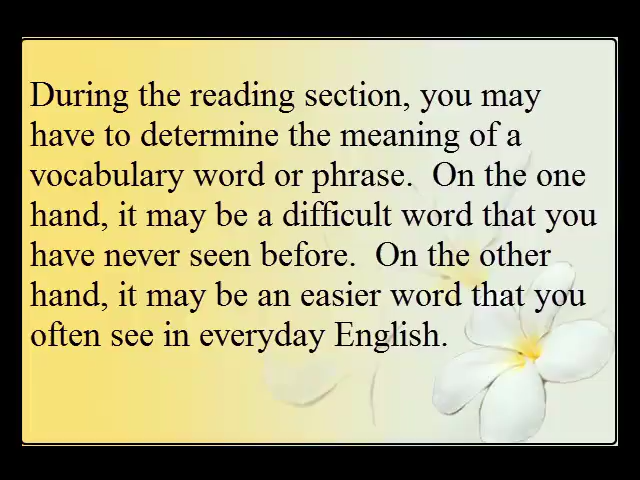 During the reading section, you may
have to determine the meaning of a
vocabulary word or phrase.  On the one
hand, it may be a difficult word that you
have never seen before.  On the other
hand, it may be an easier word that you
often see in everyday English.